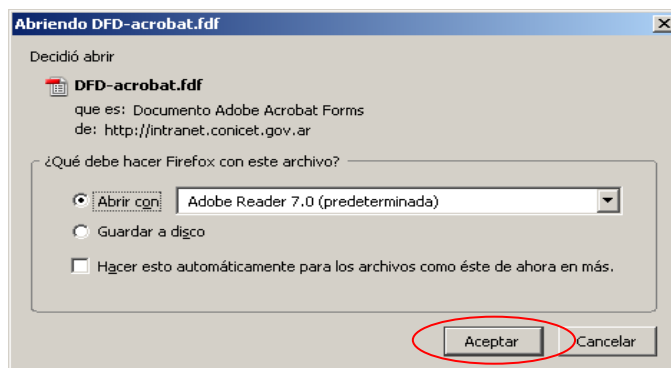 Abriendo DFD-acrobat.fdf
Decidió abrir
DFD-acrobat.fdf
que es: Documento Adobe Acrobat Forms
de: http://intranet.conicet.gov.ar
¿Qué debe hacer Firefox con este archivo?
Abrir con Adobe Reader 7.0 (predeterminada)
Guardar a disco
Hacer esto automáticamente para los archivos como éste de ahora en más.
Aceptar Cancelar